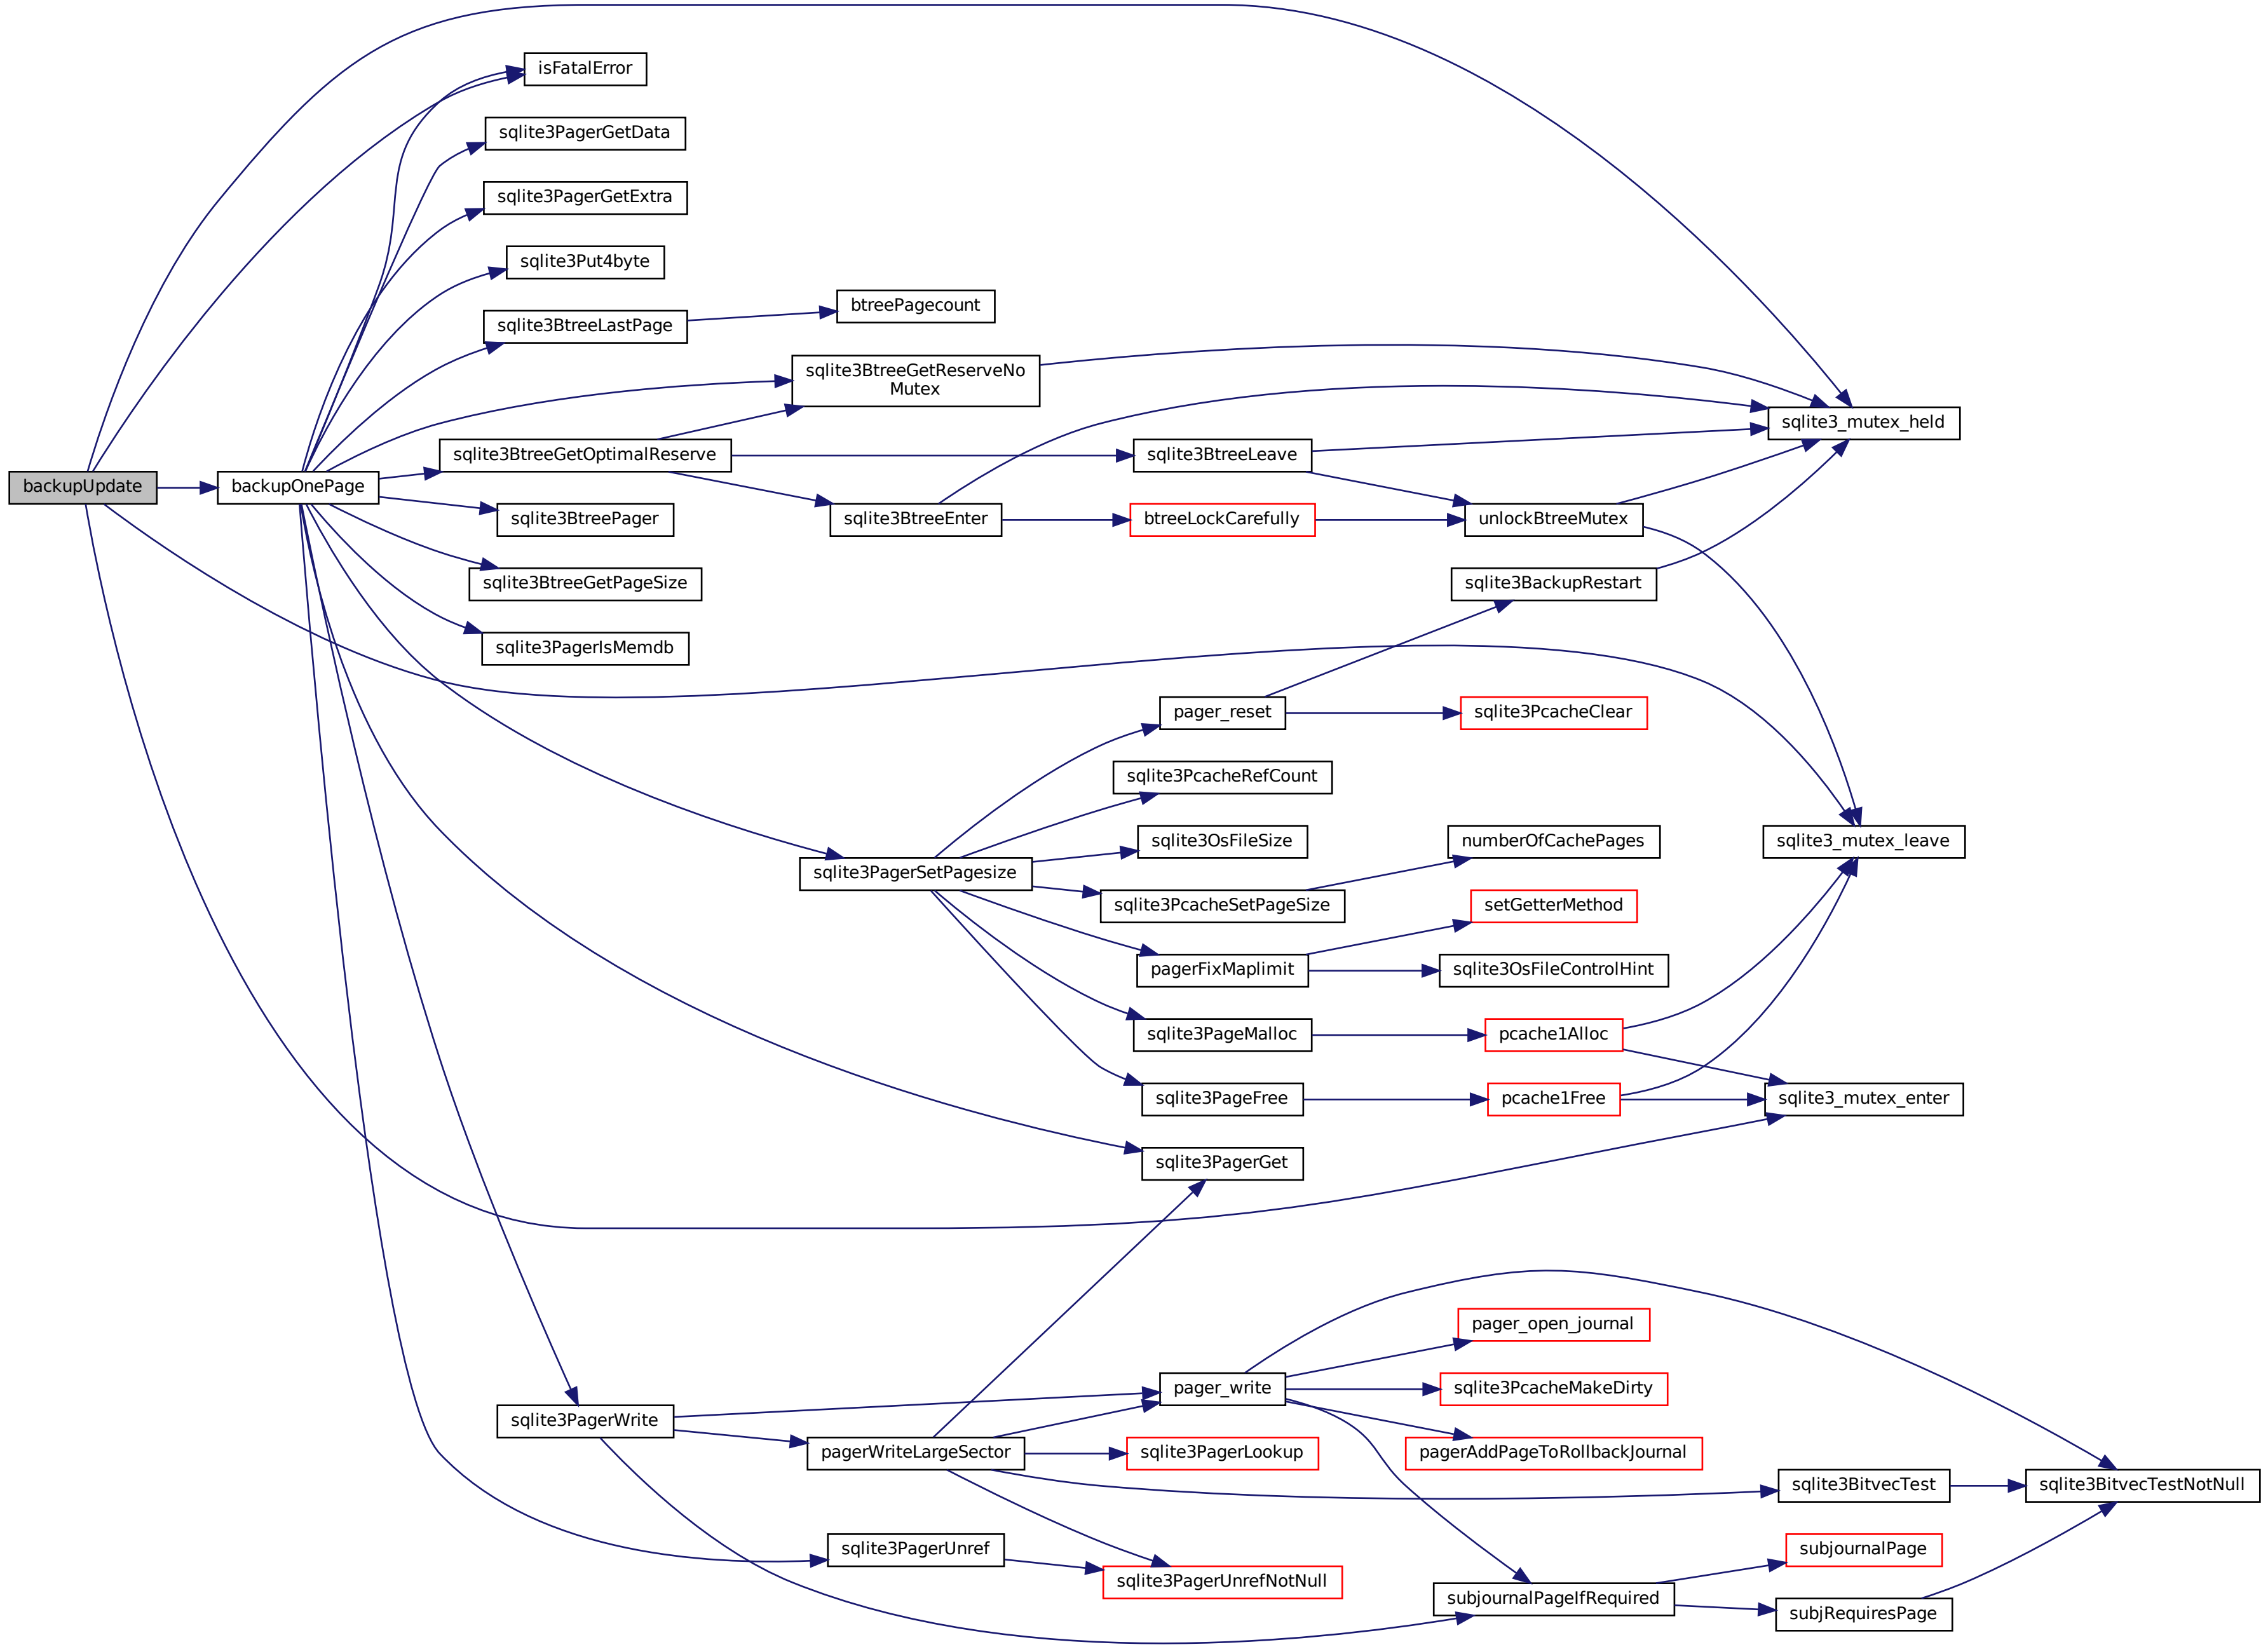 backupUpdate
backupOnePage
isFatalError
sqlite3PagerGetData
sqlite3PagerGetExtra
sqlite3Put4byte
sqlite3BtreeLastPage
btreePagecount
sqlite3BtreeGetReserveNo
Mutex
sqlite3BtreeGetOptimalReserve
sqlite3BtreePager
sqlite3BtreeGetPageSize
sqlite3PagerIsMemdb
sqlite3BtreeEnter
sqlite3BtreeLeave
btreeLockCarefully
unlockBtreeMutex
sqlite3BackupRestart
sqlite3_mutex_held
pager_reset
sqlite3PcacheClear
sqlite3PcacheRefCount
sqlite3OsFileSize
numberOfCachePages
sqlite3_mutex_leave
sqlite3PagerSetPagesize
sqlite3PcacheSetPageSize
setGetterMethod
pagerFixMaplimit
sqlite3OsFileControlHint
sqlite3PageMalloc
pcache1Alloc
sqlite3PageFree
pcache1Free
sqlite3_mutex_enter
sqlite3PagerGet
pager_open_journal
pager_write
sqlite3PcacheMakeDirty
sqlite3PagerWrite
pagerWriteLargeSector
sqlite3PagerLookup
pagerAddPageToRollbackJournal
sqlite3BitvecTest
sqlite3BitvecTestNotNull
sqlite3PagerUnref
sqlite3PagerUnrefNotNull
subjournalPage
subjournalPageIfRequired
subjRequiresPage